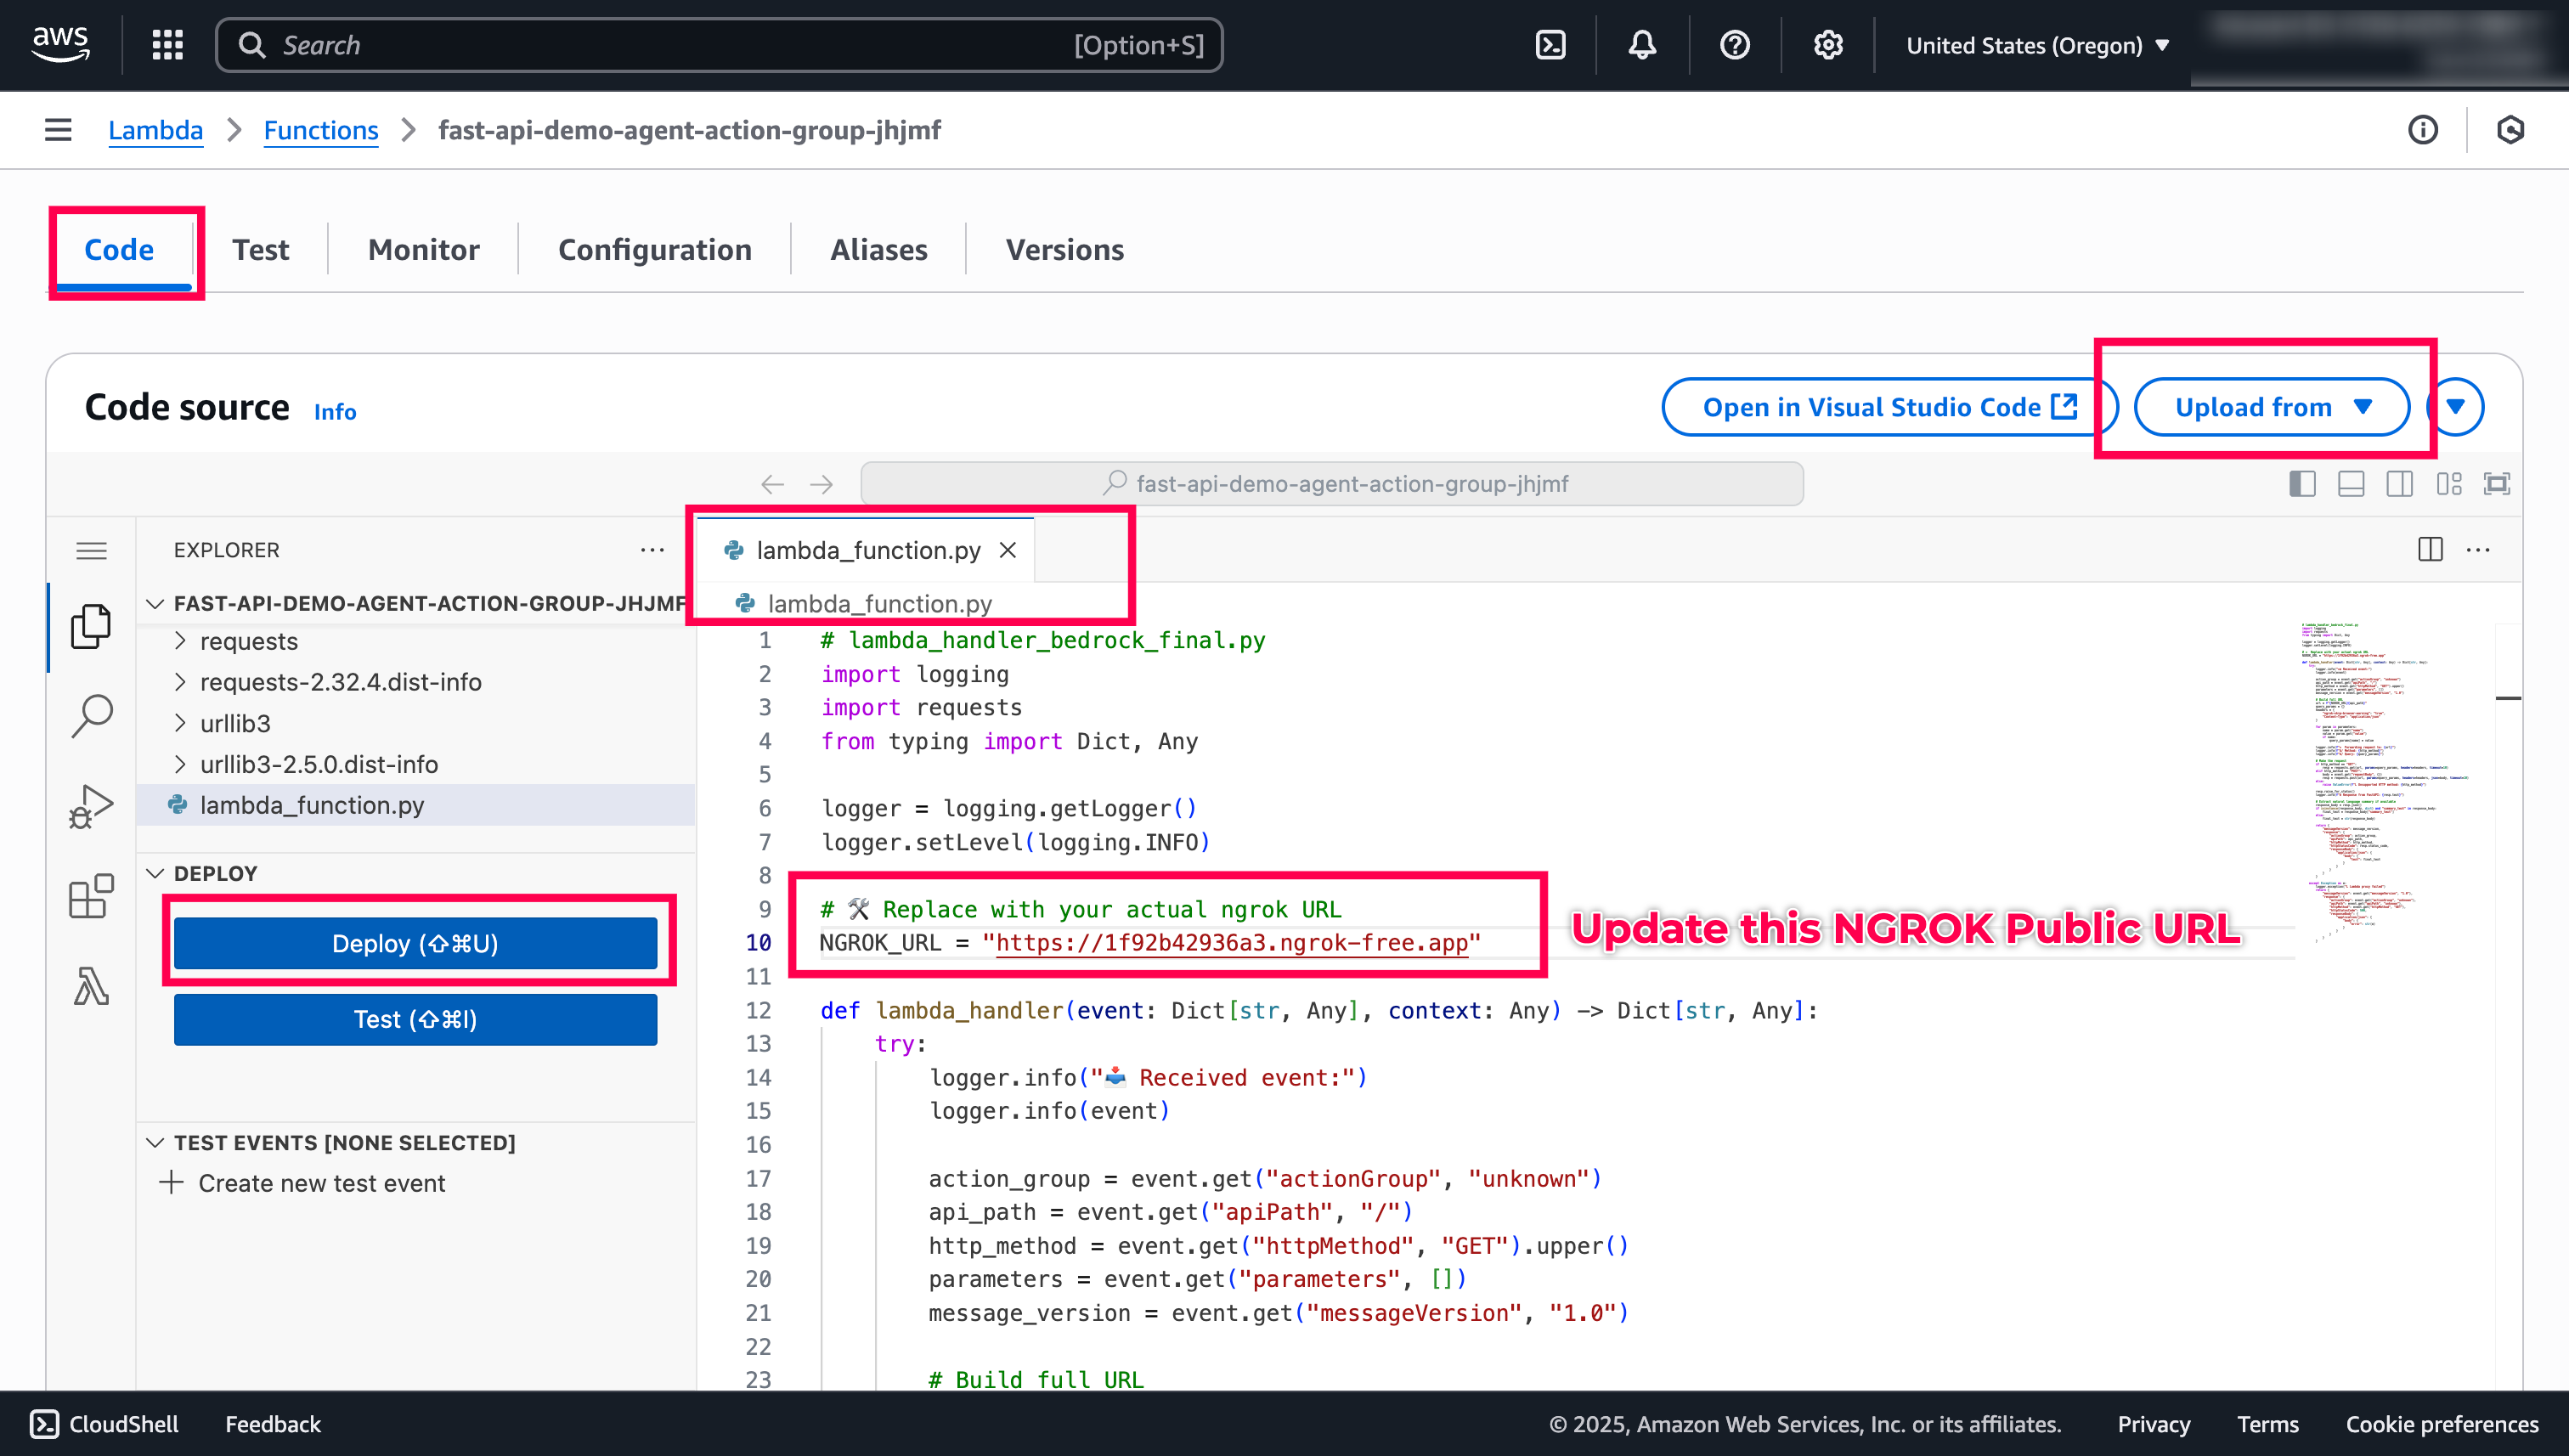 aws
Search [Option+S]
United States (Oregon)
Lambda
Functions
fast-api-demo-agent-action-group-jhjmf
Code
Test
Monitor
Configuration
Aliases
Versions
Code source Info
Open in Visual Studio Code
Upload from
fast-api-demo-agent-action-group-jhjmf
EXPLORER
FAST-API-DEMO-AGENT-ACTION-GROUP-JHJMF
requests
requests-2.32.4.dist-info
urllib3
urllib3-2.5.0.dist-info
lambda_function.py
DEPLOY
Deploy (⇧⌘U)
Test (⇧⌘I)
TEST EVENTS [NONE SELECTED]
Create new test event
lambda_function.py
lambda_function.py
1 # lambda_handler_bedrock_final.py
2 import logging
3 import requests
4 from typing import Dict, Any
5
6 logger = logging.getLogger()
7 logger.setLevel(logging.INFO)
8
9 # 🛠 Replace with your actual ngrok URL
10 NGROK_URL = "https://1f92b42936a3.ngrok-free.app"
Update this NGROK Public URL
11
12 def lambda_handler(event: Dict[str, Any], context: Any) -> Dict[str, Any]:
13 try:
14 logger.info("📥 Received event:")
15 logger.info(event)
16
17 action_group = event.get("actionGroup", "unknown")
18 api_path = event.get("apiPath", "/")
19 http_method = event.get("httpMethod", "GET").upper()
20 parameters = event.get("parameters", [])
21 message_version = event.get("messageVersion", "1.0")
22
23 # Build full URL
CloudShell
Feedback
© 2025, Amazon Web Services, Inc. or its affiliates.
Privacy
Terms
Cookie preferences